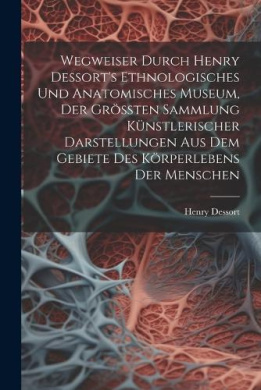 Wegweiser Durch Henry
Dessort's Ethnologisches
Und Anatomisches Museum,
Der Grössten Sammlung
Künstlerischer
Darstellungen Aus Dem
Gebiete Des Körperlebens
Der Menschen
Henry Dessort